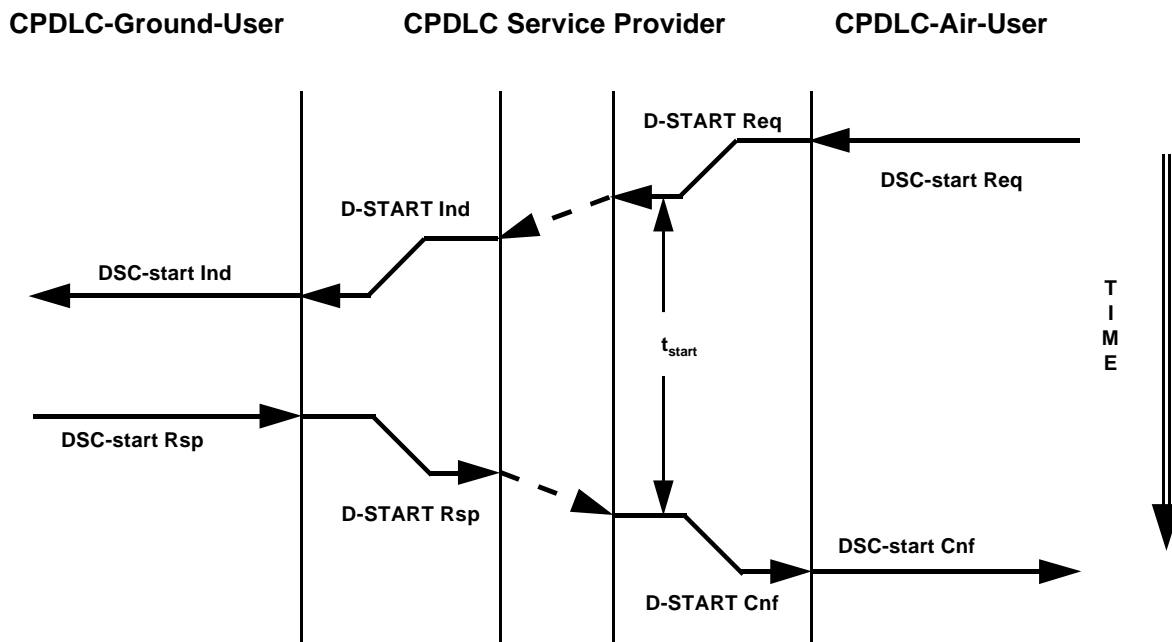 CPDLC-Ground-User
CPDLC Service Provider
CPDLC-Air-User
D-START Req
DSC-start Req
D-START Ind
DSC-start Ind
T
I
M
E
tstart
DSC-start Rsp
D-START Rsp
DSC-start Cnf
D-START Cnf